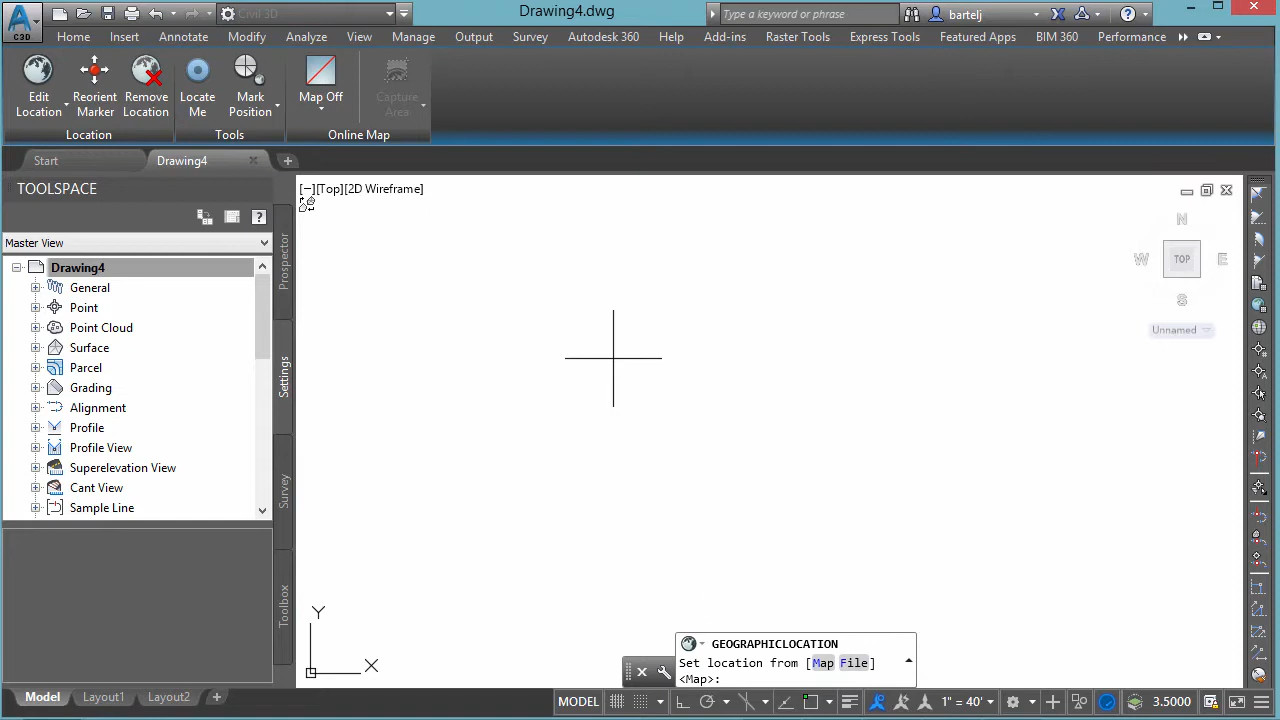 Civil 3D
Drawing4.dwg
Type a keyword or phrase
bartelj
C3D
Home Insert Annotate Modify Analyze View Manage Output Survey Autodesk 360 Help Add-ins Raster Tools Express Tools Featured Apps BIM 360 Performance
Edit Location
Reorient Marker
Remove Location
Locate Me
Mark Position
Map Off
Capture Area
Location Tools Online Map
Start Drawing4
TOOLSPACE
[−][Top][2D Wireframe]
Master View
Drawing4
General
Point
Point Cloud
Surface
Parcel
Grading
Alignment
Profile
Profile View
Superelevation View
Cant View
Sample Line
Prospector
Settings
Survey
Toolbox
N
W TOP E
S
Unnamed
Y
X
GEOGRAPHICLOCATION
Set location from [Map File]
<Map>:
Model Layout1 Layout2
MODEL 1" = 40' 3.5000